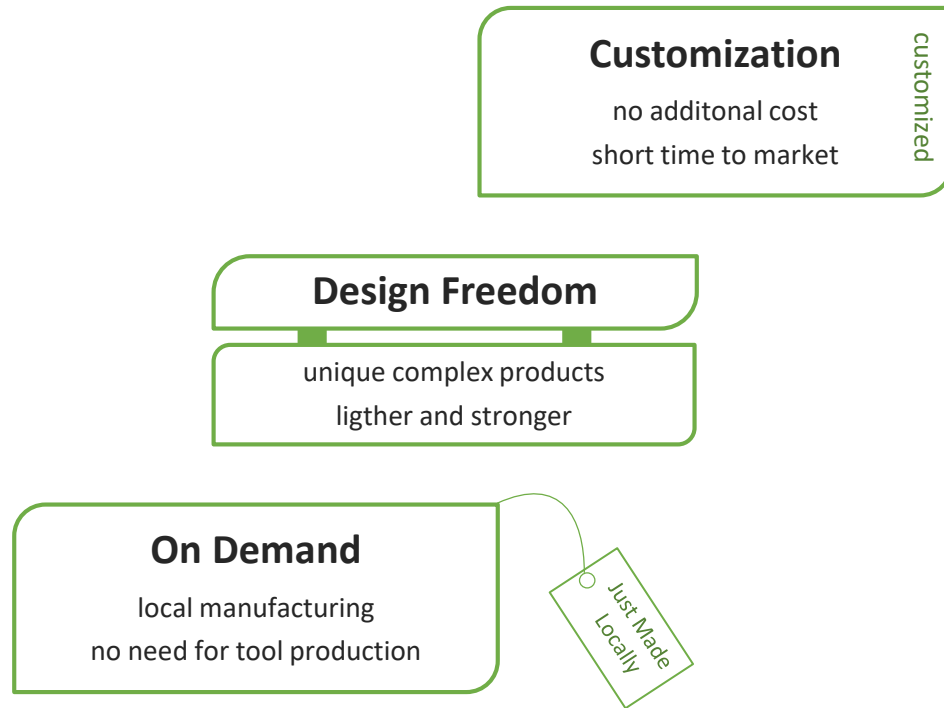 Customization
no additonal cost
short time to market
customized
Design Freedom
unique complex products
ligther and stronger
On Demand
local manufacturing
no need for tool production
Just Made
Locally